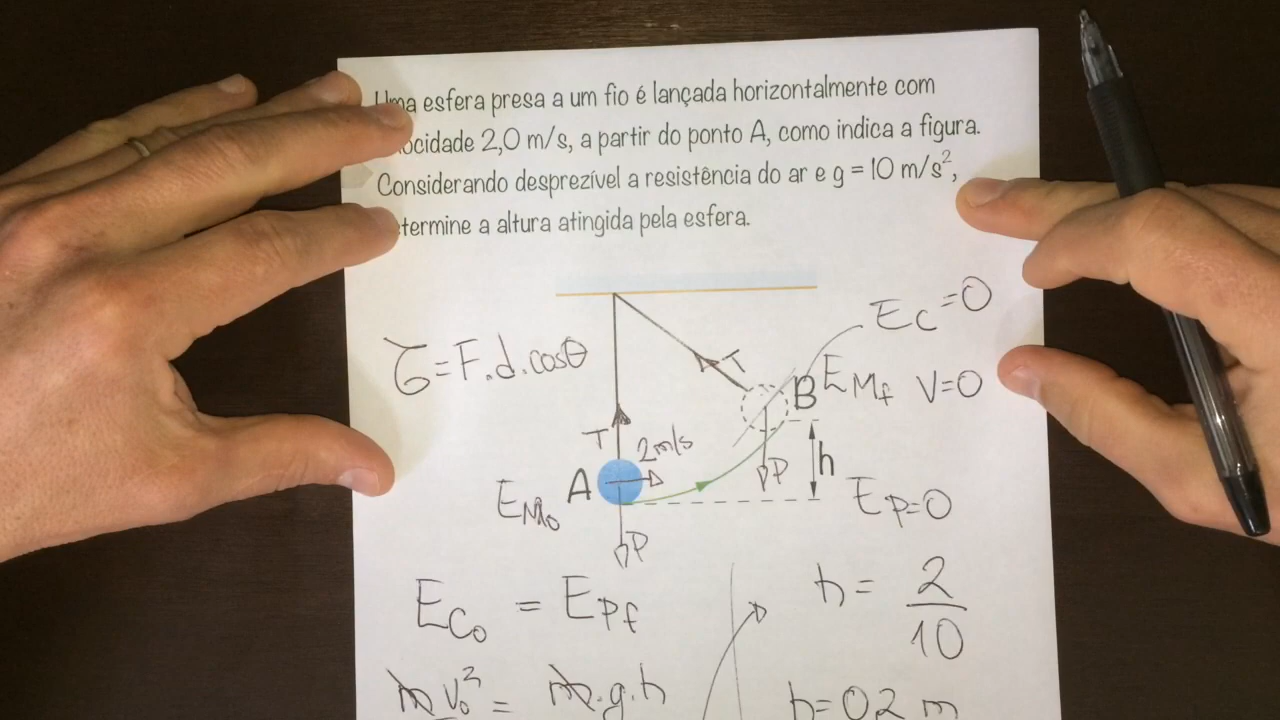 Uma esfera presa a um fio é lançada horizontalmente com
ocidade 2,0 m/s, a partir do ponto A, como indica a figura.
Considerando desprezível a resistência do ar e g = 10 m/s²,
termine a altura atingida pela esfera.
EC=0
𝒯=F.d.cosθ
T
B EMf V=0
T 2m/s
A
P
h
EM0
EP=0
P
EC0 = EPf
h= 2/10
m v0² = m.g.h
h= 0,2 m